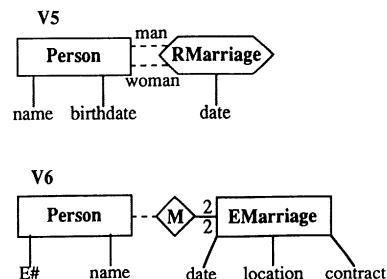 V5
man
Person RMarriage
woman
name birthdate date
V6
2
Person M EMarriage
2
E# name date location contract